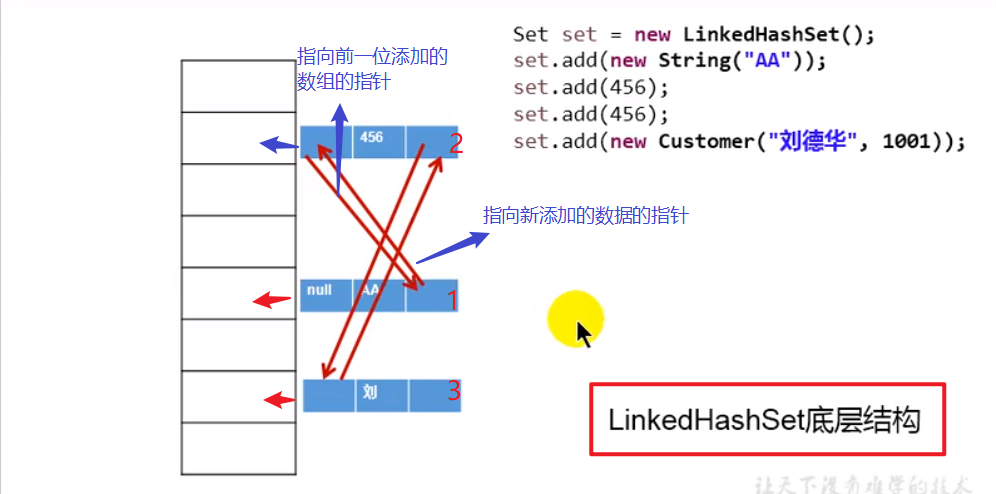 指向前一位添加的
数组的指针
Set set = new LinkedHashSet();
set.add(new String("AA"));
set.add(456);
set.add(456);
set.add(new Customer("刘德华", 1001));
456
2
指向新添加的数据的指针
null
AA
1
刘
3
LinkedHashSet底层结构
让天下没有难学的技术